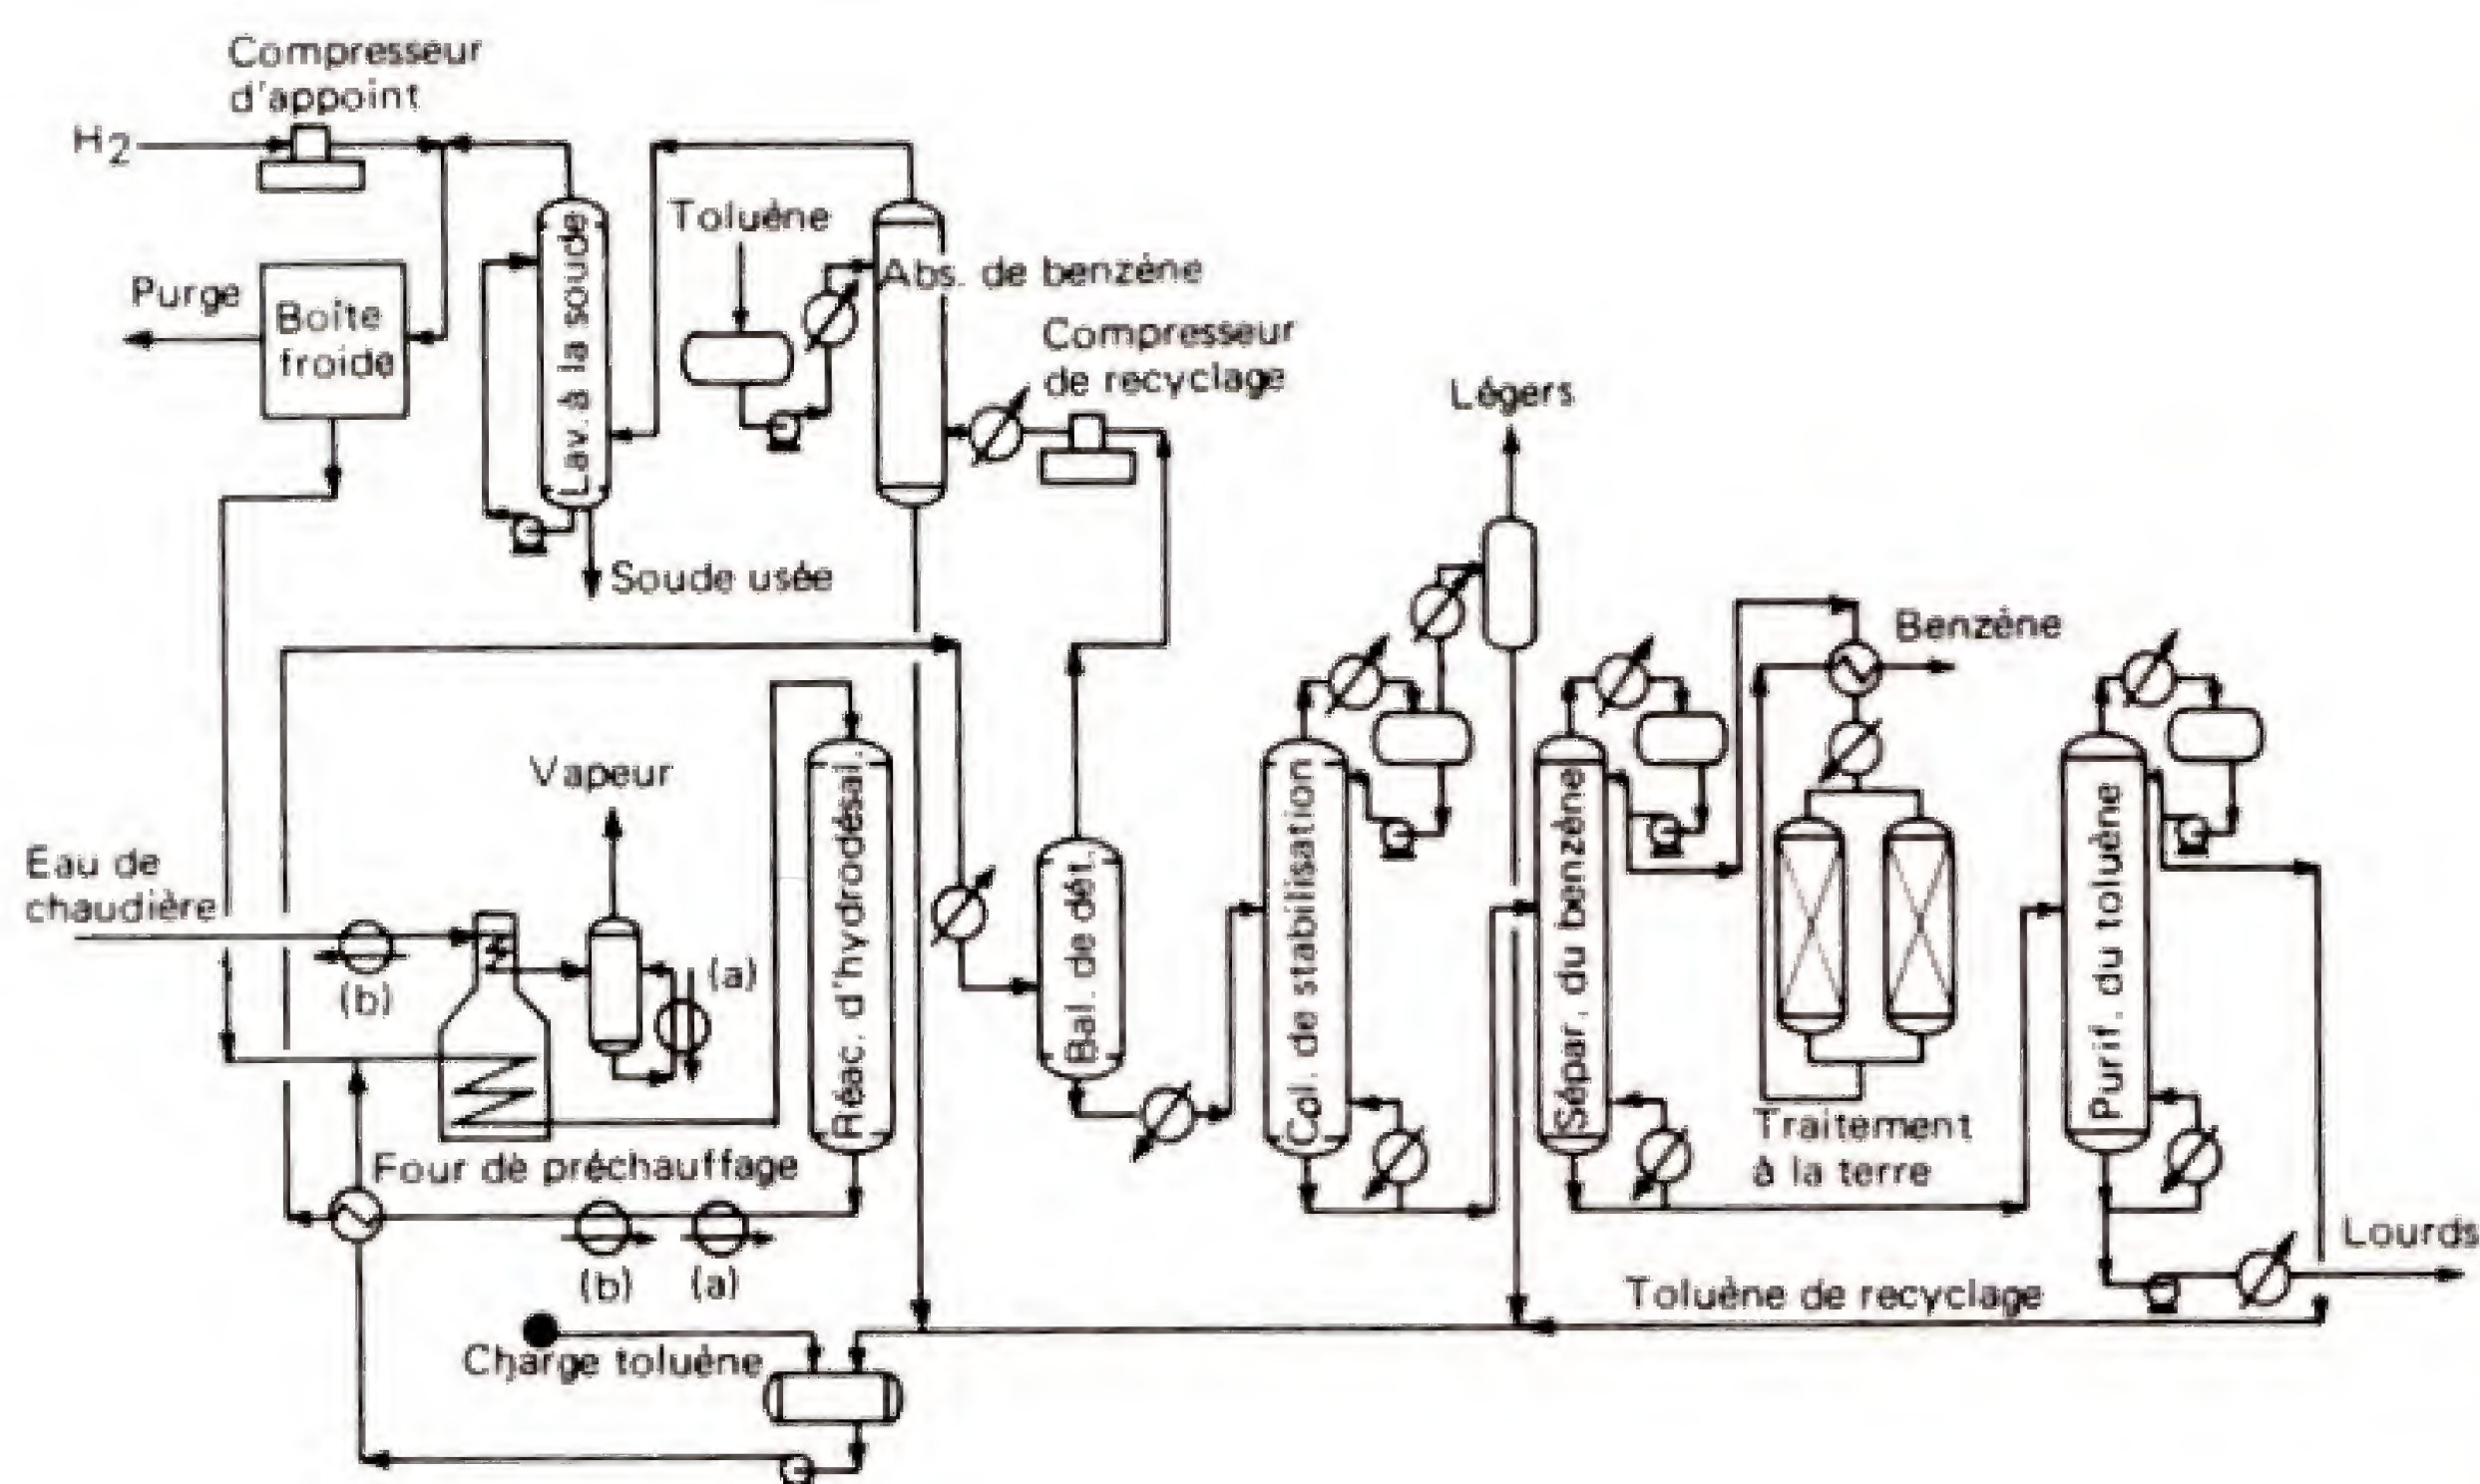 Compresseur
d'appoint
H2
Toluène
Abs. de benzène
Lav. à la soude
Purge
Boîte
froide
Compresseur
de recyclage
Légers
Soude usée
Benzène
Vapeur
Eau de
chaudière
(b)
(a)
Réac. d'hydrodésal.
Bal. de dét.
Col. de stabilisation
Sépar. du benzène
Purif. du toluène
Traitement
à la terre
Four de préchauffage
(b)
(a)
Lourds
Toluène de recyclage
Charge toluène